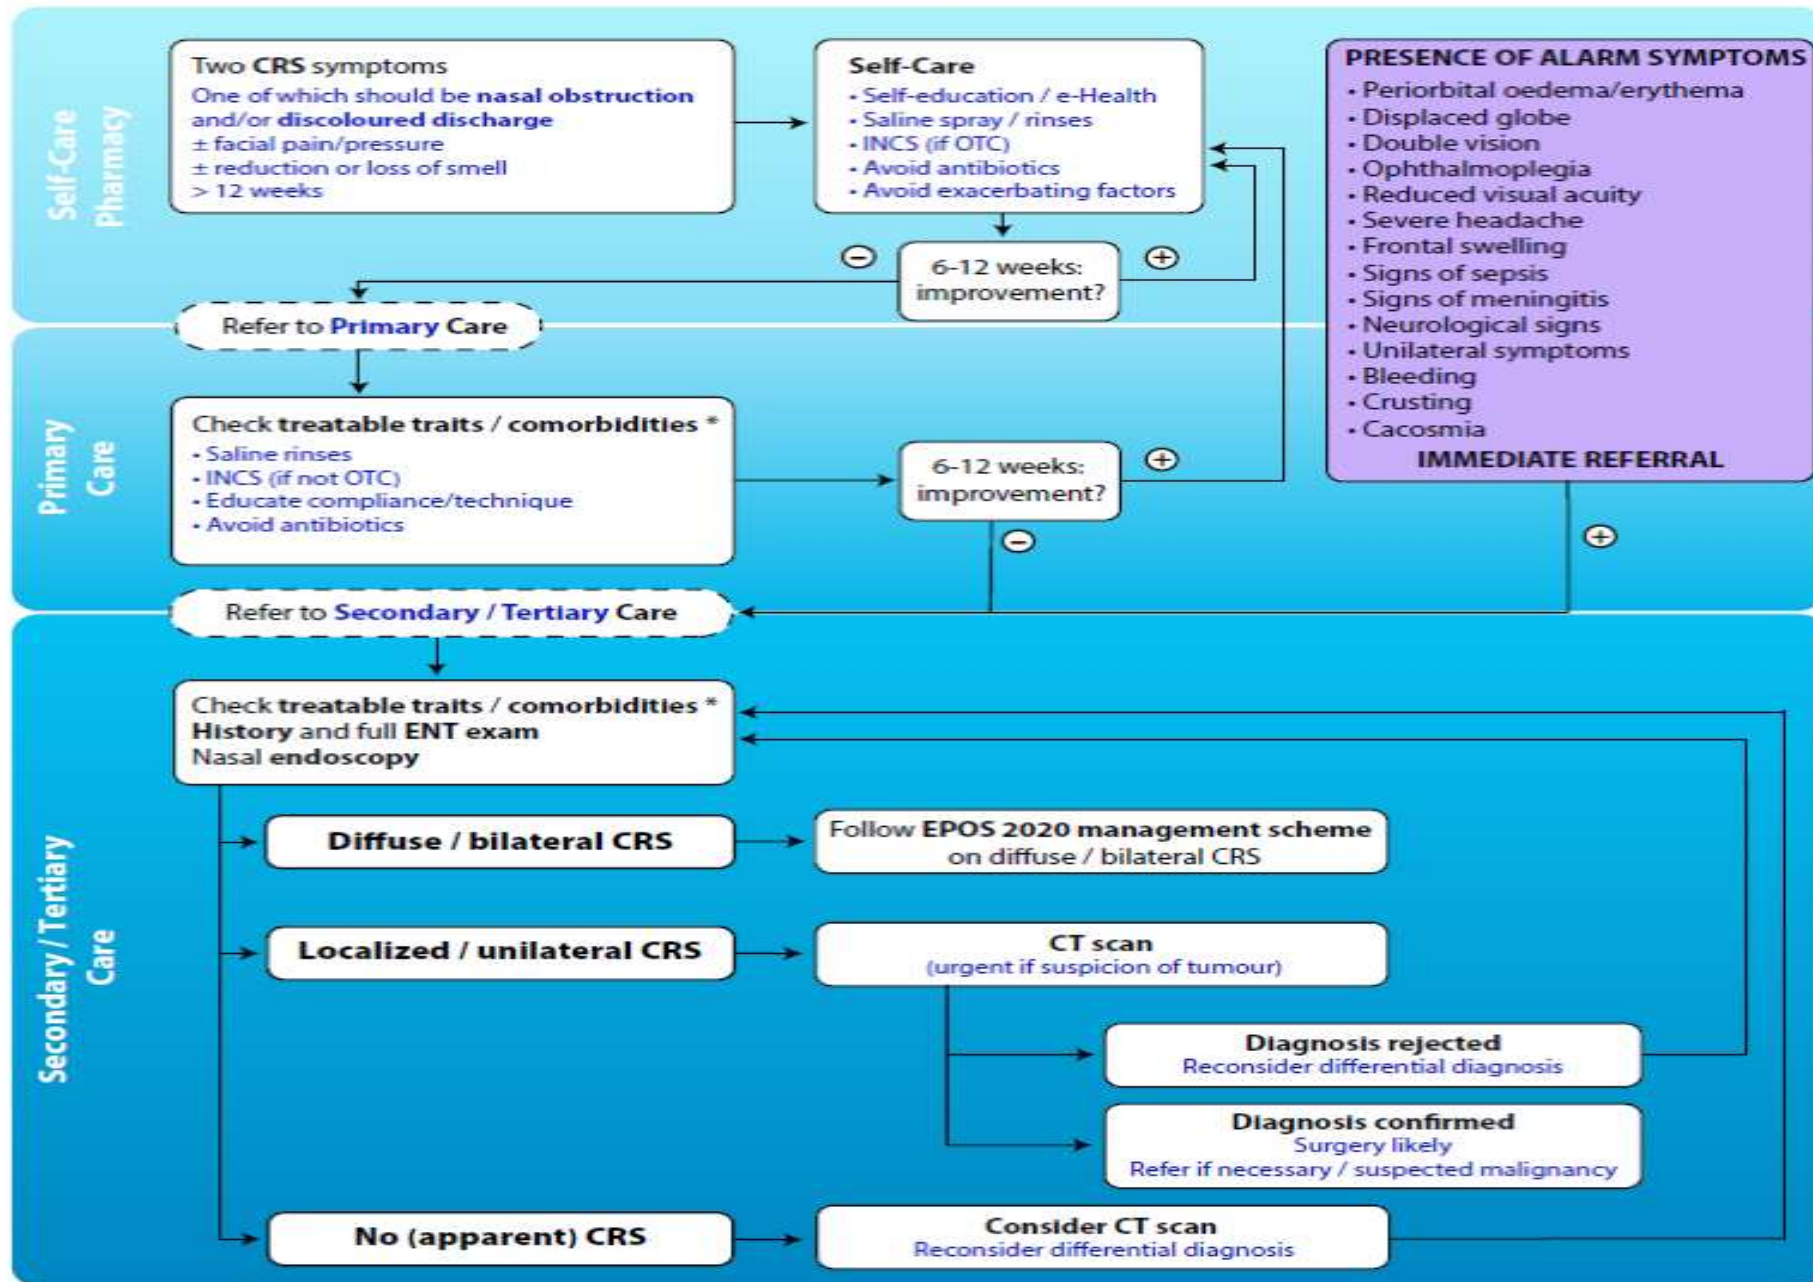 Self-Care
Pharmacy
Two CRS symptoms
One of which should be nasal obstruction
and/or discoloured discharge
± facial pain/pressure
± reduction or loss of smell
> 12 weeks
Self-Care
• Self-education / e-Health
• Saline spray / rinses
• INCS (if OTC)
• Avoid antibiotics
• Avoid exacerbating factors
−
6-12 weeks:
improvement?
+
PRESENCE OF ALARM SYMPTOMS
• Periorbital oedema/erythema
• Displaced globe
• Double vision
• Ophthalmoplegia
• Reduced visual acuity
• Severe headache
• Frontal swelling
• Signs of sepsis
• Signs of meningitis
• Neurological signs
• Unilateral symptoms
• Bleeding
• Crusting
• Cacosmia
IMMEDIATE REFERRAL
+
Refer to Primary Care
Primary
Care
Check treatable traits / comorbidities *
• Saline rinses
• INCS (if not OTC)
• Educate compliance/technique
• Avoid antibiotics
6-12 weeks:
improvement?
+
−
Refer to Secondary / Tertiary Care
Secondary / Tertiary
Care
Check treatable traits / comorbidities *
History and full ENT exam
Nasal endoscopy
Diffuse / bilateral CRS
Follow EPOS 2020 management scheme
on diffuse / bilateral CRS
Localized / unilateral CRS
CT scan
(urgent if suspicion of tumour)
Diagnosis rejected
Reconsider differential diagnosis
Diagnosis confirmed
Surgery likely
Refer if necessary / suspected malignancy
No (apparent) CRS
Consider CT scan
Reconsider differential diagnosis